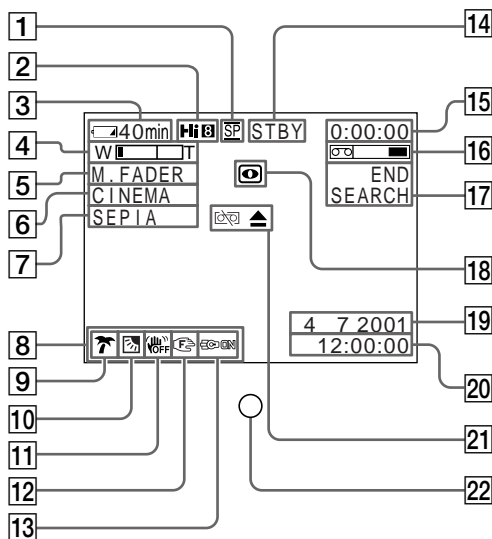 1
14
2
15
3
40min Hi8 SP STBY 0:00:00
4
W T
16
5
M.FADER
END
6
CINEMA
SEARCH
17
7
SEPIA
18
4 7 2001
19
8
OFF F ON
12:00:00
20
9
10
21
11
12
22
13